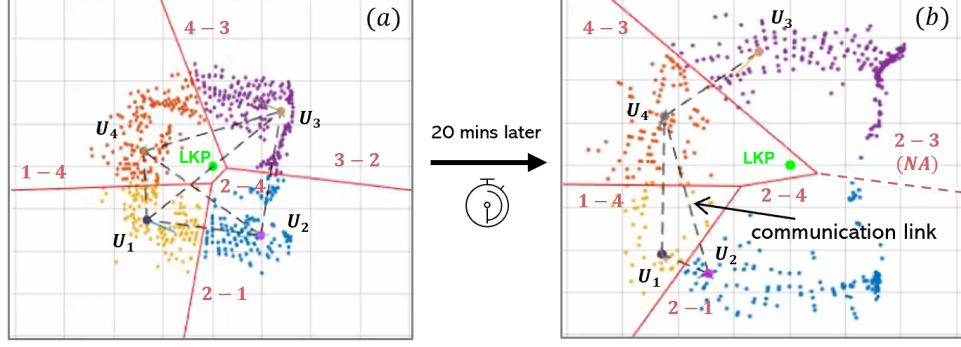 (a)
4 − 3
U₃
U₄
LKP
3 − 2
1 − 4
2 − 4
U₂
U₁
2 − 1
20 mins later
(b)
U₃
4 − 3
U₄
2 − 3
(NA)
LKP
1 − 4
2 − 4
communication link
U₂
U₁
2 − 1